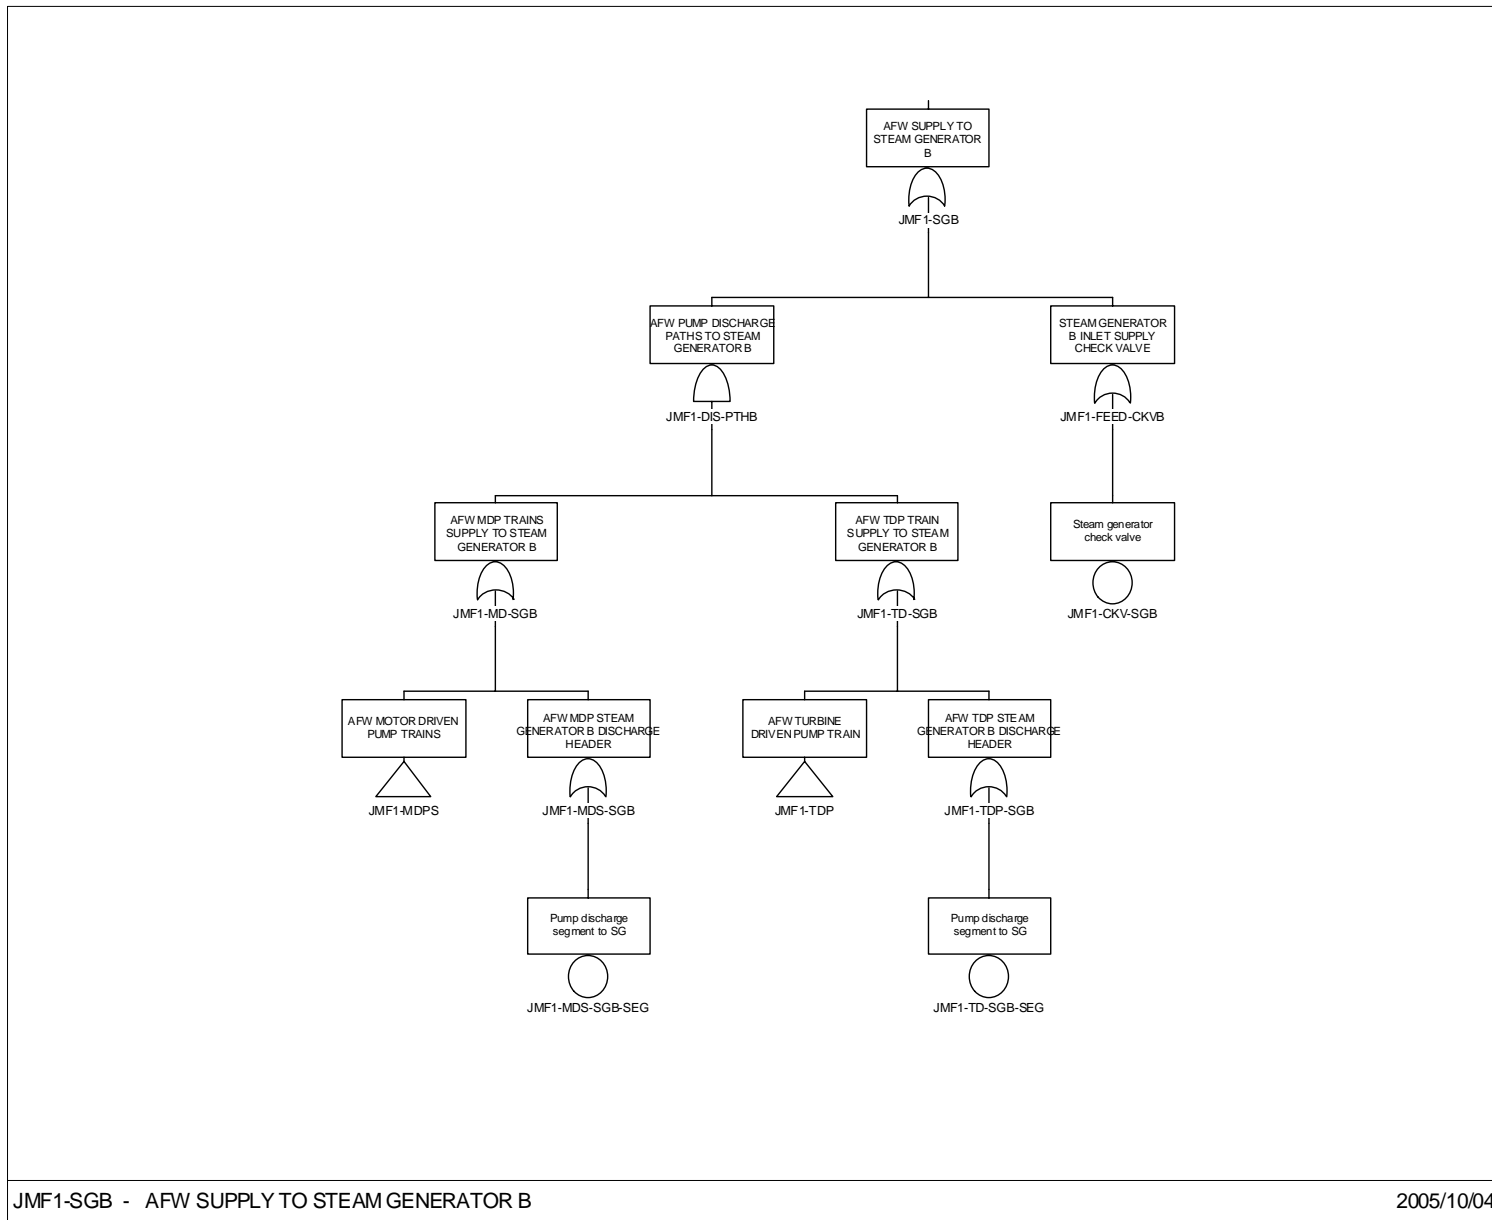 AFW SUPPLY TO
STEAM GENERATOR
B
JMF1-SGB
AFW PUMP DISCHARGE
PATHS TO STEAM
GENERATOR B
JMF1-DIS-PTHB
STEAM GENERATOR
B INLET SUPPLY
CHECK VALVE
JMF1-FEED-CKVB
AFW MDP TRAINS
SUPPLY TO STEAM
GENERATOR B
JMF1-MD-SGB
AFW TDP TRAIN
SUPPLY TO STEAM
GENERATOR B
JMF1-TD-SGB
Steam generator
check valve
JMF1-CKV-SGB
AFW MOTOR DRIVEN
PUMP TRAINS
JMF1-MDPS
AFW MDP STEAM
GENERATOR B DISCHARGE
HEADER
JMF1-MDS-SGB
AFW TURBINE
DRIVEN PUMP TRAIN
JMF1-TDP
AFW TDP STEAM
GENERATOR B DISCHARGE
HEADER
JMF1-TDP-SGB
Pump discharge
segment to SG
JMF1-MDS-SGB-SEG
Pump discharge
segment to SG
JMF1-TD-SGB-SEG
JMF1-SGB - AFW SUPPLY TO STEAM GENERATOR B
2005/10/04